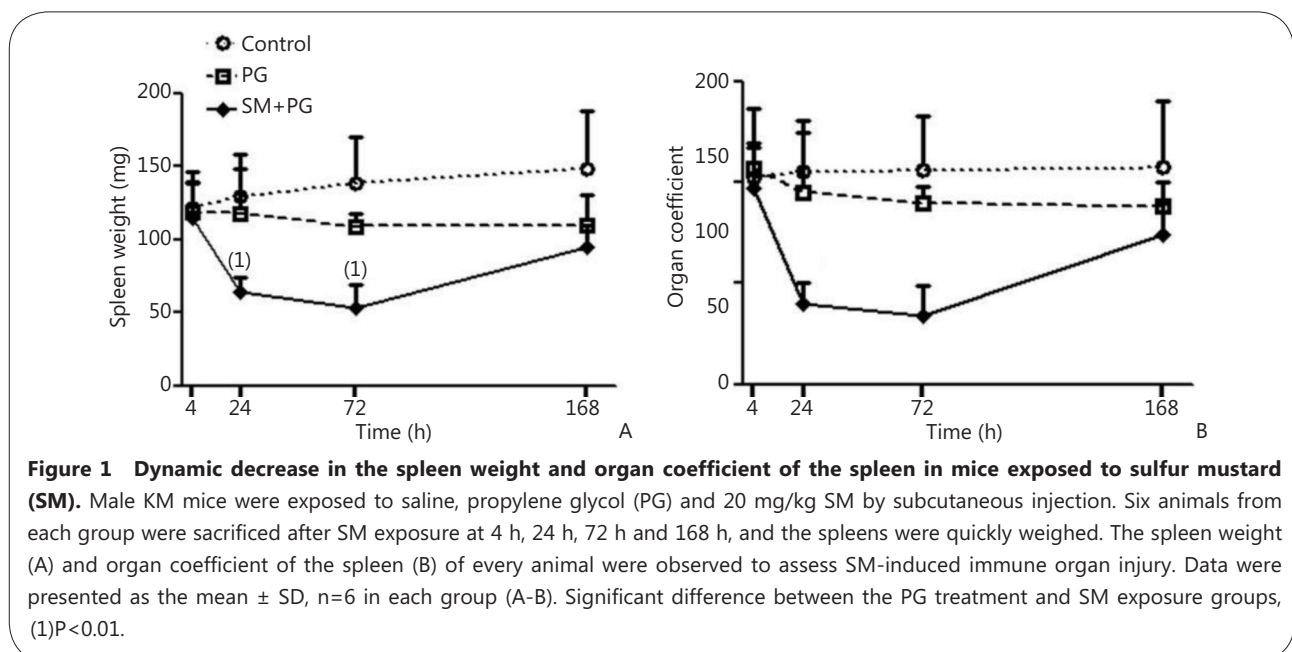 Control
PG
SM+PG
200
150
100
50
0
Spleen weight (mg)
(1)
(1)
4
24
72
168
Time (h)
A
200
150
100
50
0
Organ coefficient
4
24
72
168
Time (h)
B
Figure 1 Dynamic decrease in the spleen weight and organ coefficient of the spleen in mice exposed to sulfur mustard
(SM). Male KM mice were exposed to saline, propylene glycol (PG) and 20 mg/kg SM by subcutaneous injection. Six animals from
each group were sacrificed after SM exposure at 4 h, 24 h, 72 h and 168 h, and the spleens were quickly weighed. The spleen weight
(A) and organ coefficient of the spleen (B) of every animal were observed to assess SM-induced immune organ injury. Data were
presented as the mean ± SD, n=6 in each group (A-B). Significant difference between the PG treatment and SM exposure groups,
(1)P<0.01.